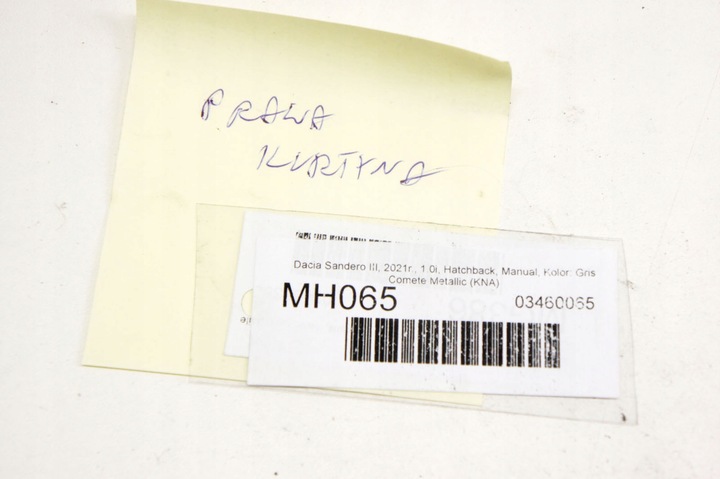 PRAWA
KURTYNA
Dacia Sandero III, 2021r., 1.0i, Hatchback, Manual, Kolor: Gris
Comete Metallic (KNA)
MH065
03460065